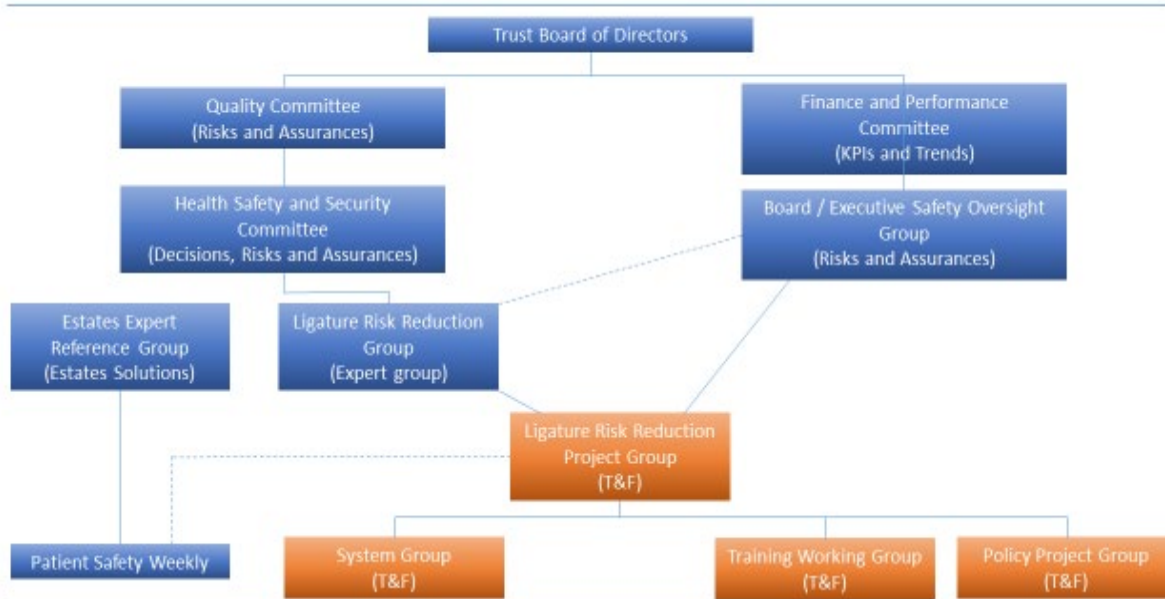 Trust Board of Directors
Quality Committee
(Risks and Assurances)
Finance and Performance
Committee
(KPIs and Trends)
Health Safety and Security
Committee
(Decisions, Risks and Assurances)
Board / Executive Safety Oversight
Group
(Risks and Assurances)
Estates Expert
Reference Group
(Estates Solutions)
Ligature Risk Reduction
Group
(Expert group)
Ligature Risk Reduction
Project Group
(T&F)
Patient Safety Weekly
System Group
(T&F)
Training Working Group
(T&F)
Policy Project Group
(T&F)